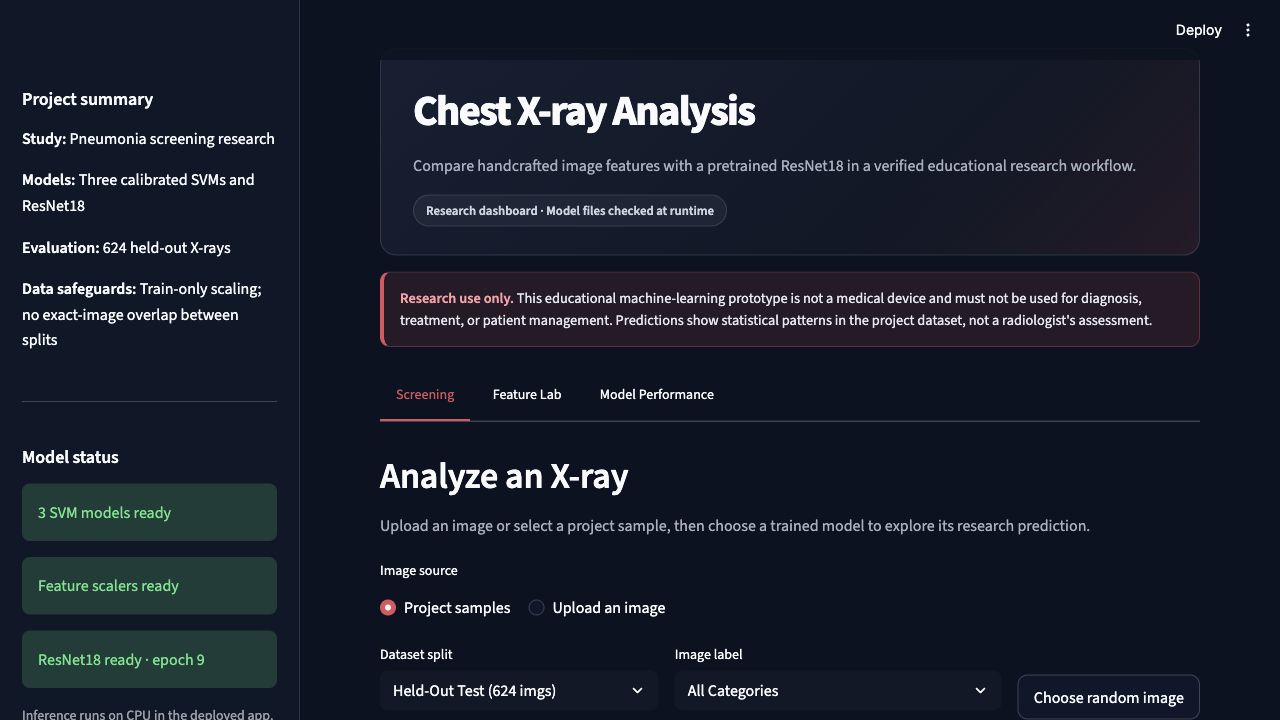 Deploy
Project summary
Study: Pneumonia screening research
Models: Three calibrated SVMs and
ResNet18
Evaluation: 624 held-out X-rays
Data safeguards: Train-only scaling;
no exact-image overlap between
splits
Model status
3 SVM models ready
Feature scalers ready
ResNet18 ready · epoch 9
Inference runs on CPU in the deployed app.
Chest X-ray Analysis
Compare handcrafted image features with a pretrained ResNet18 in a verified educational research workflow.
Research dashboard · Model files checked at runtime
Research use only. This educational machine-learning prototype is not a medical device and must not be used for diagnosis,
treatment, or patient management. Predictions show statistical patterns in the project dataset, not a radiologist's assessment.
Screening Feature Lab Model Performance
Analyze an X-ray
Upload an image or select a project sample, then choose a trained model to explore its research prediction.
Image source
Project samples Upload an image
Dataset split Image label
Held-Out Test (624 imgs) All Categories Choose random image